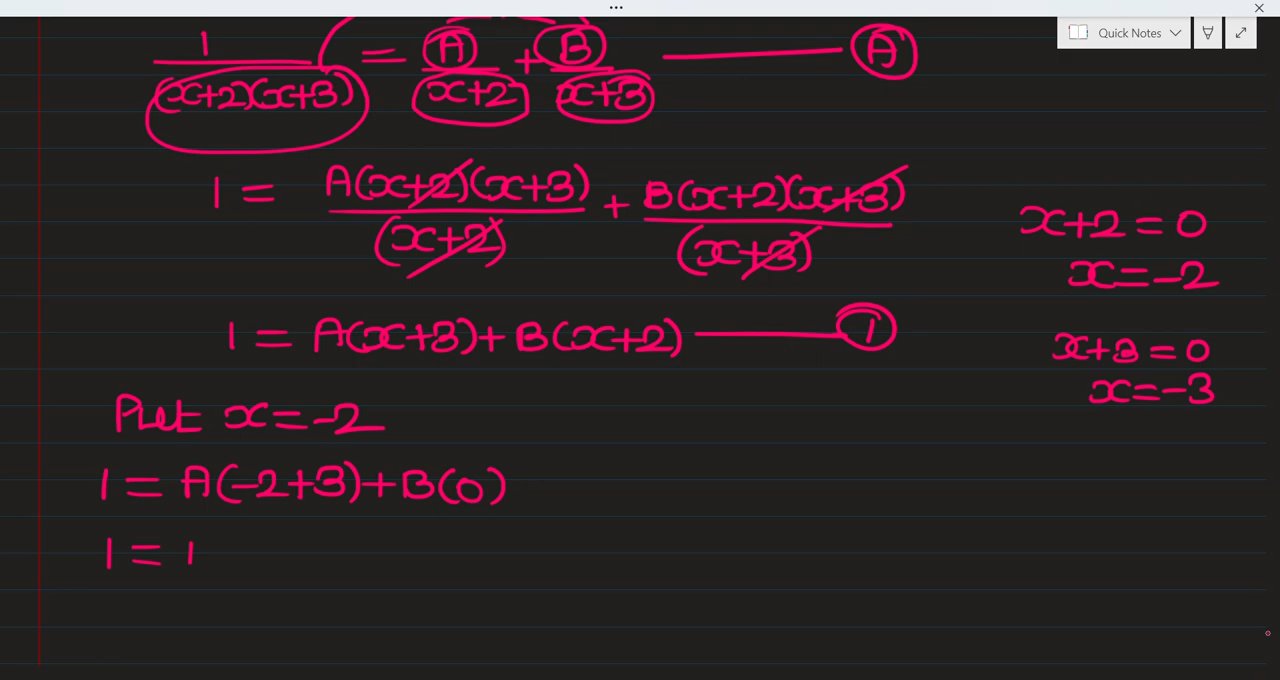 Quick Notes
1/((x+2)(x+3)) = A/(x+2) + B/(x+3) ——— (A)
1 = A(x+2)(x+3)/(x+2) + B(x+2)(x+3)/(x+3)
x+2=0
x=-2
1 = A(x+3)+B(x+2) ——— (1)
x+3=0
x=-3
Put x=-2
1 = A(-2+3)+B(0)
1 = 1